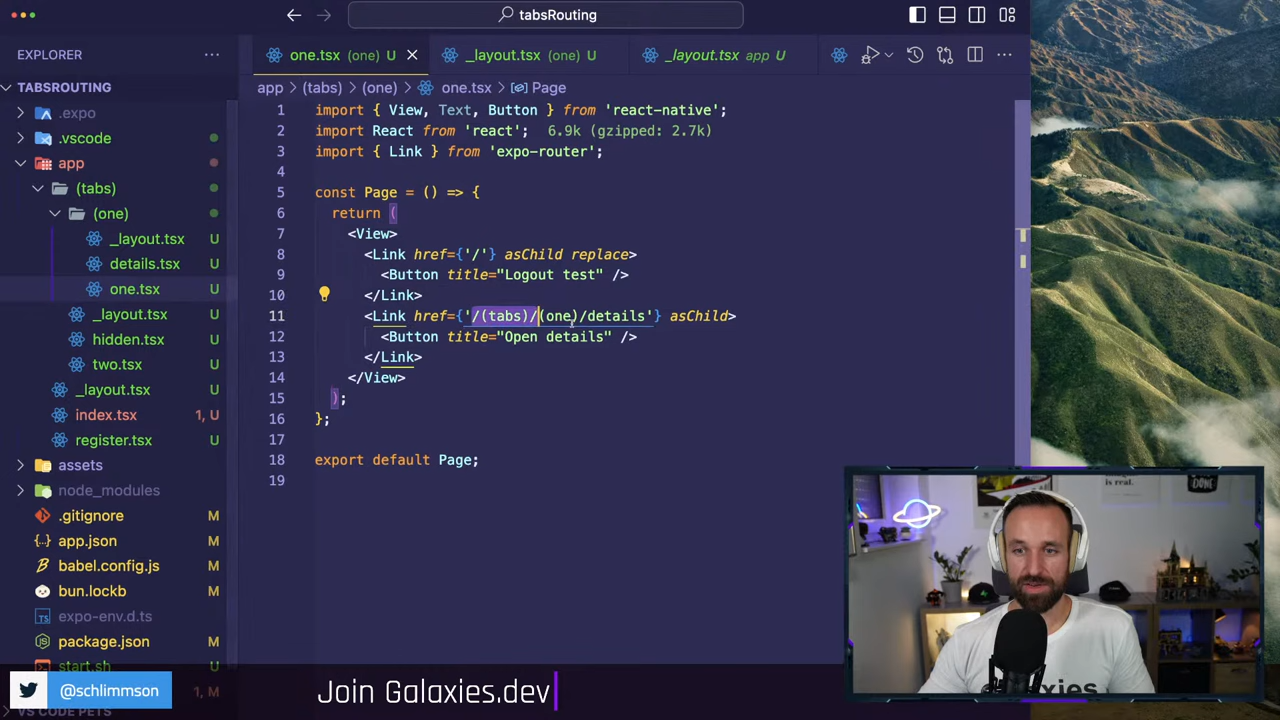 tabsRouting
EXPLORER
one.tsx (one) U
_layout.tsx (one) U
_layout.tsx app U
TABSROUTING
app > (tabs) > (one) > one.tsx > Page
.expo
.vscode
app
(tabs)
(one)
_layout.tsx U
details.tsx U
one.tsx U
_layout.tsx U
hidden.tsx U
two.tsx U
_layout.tsx U
index.tsx 1, U
register.tsx U
assets
node_modules
.gitignore M
app.json M
babel.config.js M
bun.lockb M
expo-env.d.ts
package.json M
start.sh
1, M
1 import { View, Text, Button } from 'react-native';
2 import React from 'react'; 6.9k (gzipped: 2.7k)
3 import { Link } from 'expo-router';
4
5 const Page = () => {
6 return (
7 <View>
8 <Link href={'/'} asChild replace>
9 <Button title="Logout test" />
10 </Link>
11 <Link href={'/(tabs)/(one)/details'} asChild>
12 <Button title="Open details" />
13 </Link>
14 </View>
15 );
16 };
17
18 export default Page;
19
is real.
DONE
@schlimmson
Join Galaxies.dev